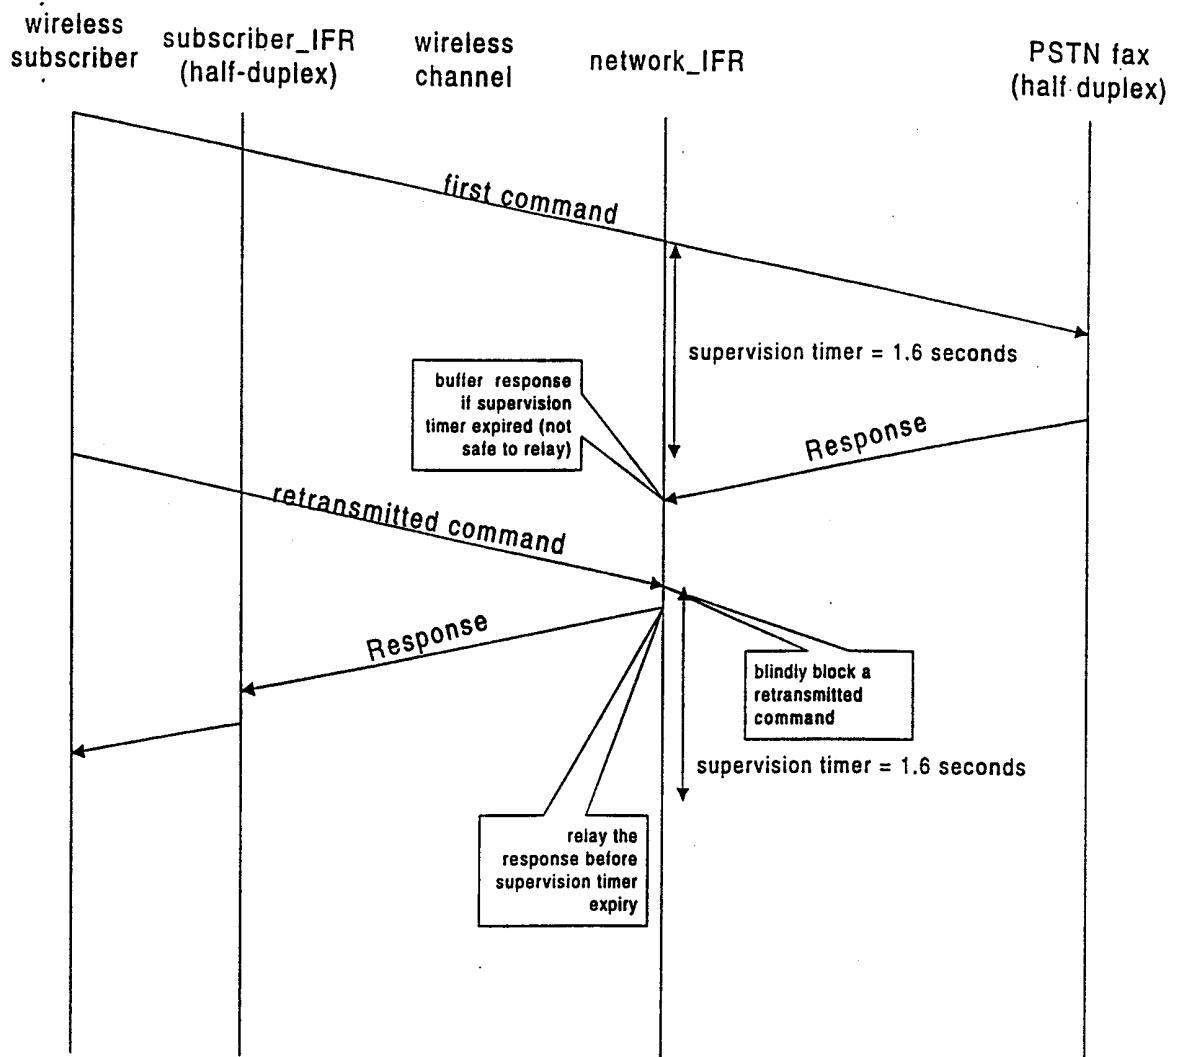 wireless
subscriber
subscriber_IFR
(half-duplex)
wireless
channel
network_IFR
PSTN fax
(half duplex)
first command
supervision timer = 1.6 seconds
buffer response
if supervision
timer expired (not
safe to relay)
Response
retransmitted command
Response
blindly block a
retransmitted
command
supervision timer = 1.6 seconds
relay the
response before
supervision timer
expiry